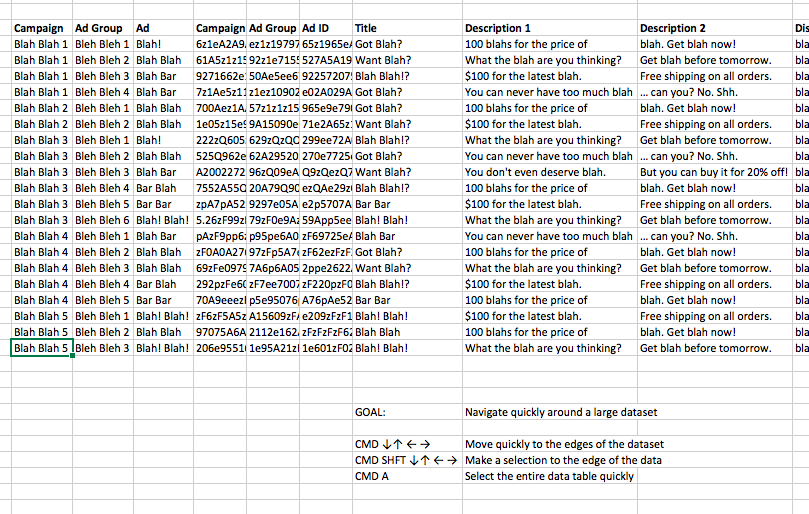 Campaign Ad Group Ad Campaign Ad Group Ad ID Title Description 1 Description 2 Dis
Blah Blah 1 Bleh Bleh 1 Blah! 6z1eA2A9 ez1z19797 65z1965e Got Blah? 100 blahs for the price of blah. Get blah now! bla
Blah Blah 1 Bleh Bleh 2 Blah Blah 61A5z1z1 92z1e715 527A5A19 Want Blah? What the blah are you thinking? Get blah before tomorrow. bla
Blah Blah 1 Bleh Bleh 3 Blah Bar 9271662e 50Ae5ee6 92257207 Blah Blah!? $100 for the latest blah. Free shipping on all orders. bla
Blah Blah 1 Bleh Bleh 4 Blah Bar 7z1Ae5z1 z1ez10902 e02A029A Got Blah? You can never have too much blah ... can you? No. Shh. bla
Blah Blah 2 Bleh Bleh 1 Blah Blah 700Aez1A 57z1z1z15 965e9e79 Got Blah? 100 blahs for the price of blah. Get blah now! bla
Blah Blah 2 Bleh Bleh 2 Blah Blah 1e05z15e 9A15090e 71e2A65z Want Blah? $100 for the latest blah. Free shipping on all orders. bla
Blah Blah 3 Bleh Bleh 1 Blah! 222zQ605 629zQzQ 299ee72A Blah Blah!? What the blah are you thinking? Get blah before tomorrow. bla
Blah Blah 3 Bleh Bleh 2 Blah Blah 525Q962e 62A29520 270e7725 Got Blah? You can never have too much blah ... can you? No. Shh. bla
Blah Blah 3 Bleh Bleh 3 Blah Bar A2002272 96zQ09eA Q9zQezQ7 Want Blah? You don't even deserve blah. But you can buy it for 20% off! bla
Blah Blah 3 Bleh Bleh 4 Bar Blah 7552A55Q 20A79Q90 ezQAe29z Blah Blah!? 100 blahs for the price of blah. Get blah now! bla
Blah Blah 3 Bleh Bleh 5 Bar Bar zpA7pA52 9297e05A e2p5707A Bar Bar $100 for the latest blah. Free shipping on all orders. bla
Blah Blah 3 Bleh Bleh 6 Blah! Blah! 5.26zF99z 79zF0e9A 59App5ee Blah! Blah! What the blah are you thinking? Get blah before tomorrow. bla
Blah Blah 4 Bleh Bleh 1 Blah Bar pAzF9pp6 p95pe6A0 zF69725e Blah Bar You can never have too much blah ... can you? No. Shh. bla
Blah Blah 4 Bleh Bleh 2 Blah Blah zF0A0A27 97zFp5A7 zF62ezFz Got Blah? 100 blahs for the price of blah. Get blah now! bla
Blah Blah 4 Bleh Bleh 3 Blah Blah 69zFe097 7A6p6A05 2ppe2622 Want Blah? What the blah are you thinking? Get blah before tomorrow. bla
Blah Blah 4 Bleh Bleh 4 Blah Blah 292pzFe6 zF7ee7007 zF220pzF Blah Blah!? $100 for the latest blah. Free shipping on all orders. bla
Blah Blah 4 Bleh Bleh 5 Bar Bar 70A9eeez p5e95076 A76pAe52 Bar Bar 100 blahs for the price of blah. Get blah now! bla
Blah Blah 5 Bleh Bleh 1 Blah! Blah! zF6zF5A5z A15609zF e209zFzF1 Blah! Blah! $100 for the latest blah. Free shipping on all orders. bla
Blah Blah 5 Bleh Bleh 2 Blah Blah 97075A6A 2112e162 zFzFzFzF6 Blah Blah 100 blahs for the price of blah. Get blah now! bla
Blah Blah 5 Bleh Bleh 3 Blah! Blah! 206e9551 1e95A21z 1e601zF02 Blah! Blah! What the blah are you thinking? Get blah before tomorrow. bla
GOAL: Navigate quickly around a large dataset
CMD ↓↑←→ Move quickly to the edges of the dataset
CMD SHFT ↓↑←→ Make a selection to the edge of the data
CMD A Select the entire data table quickly